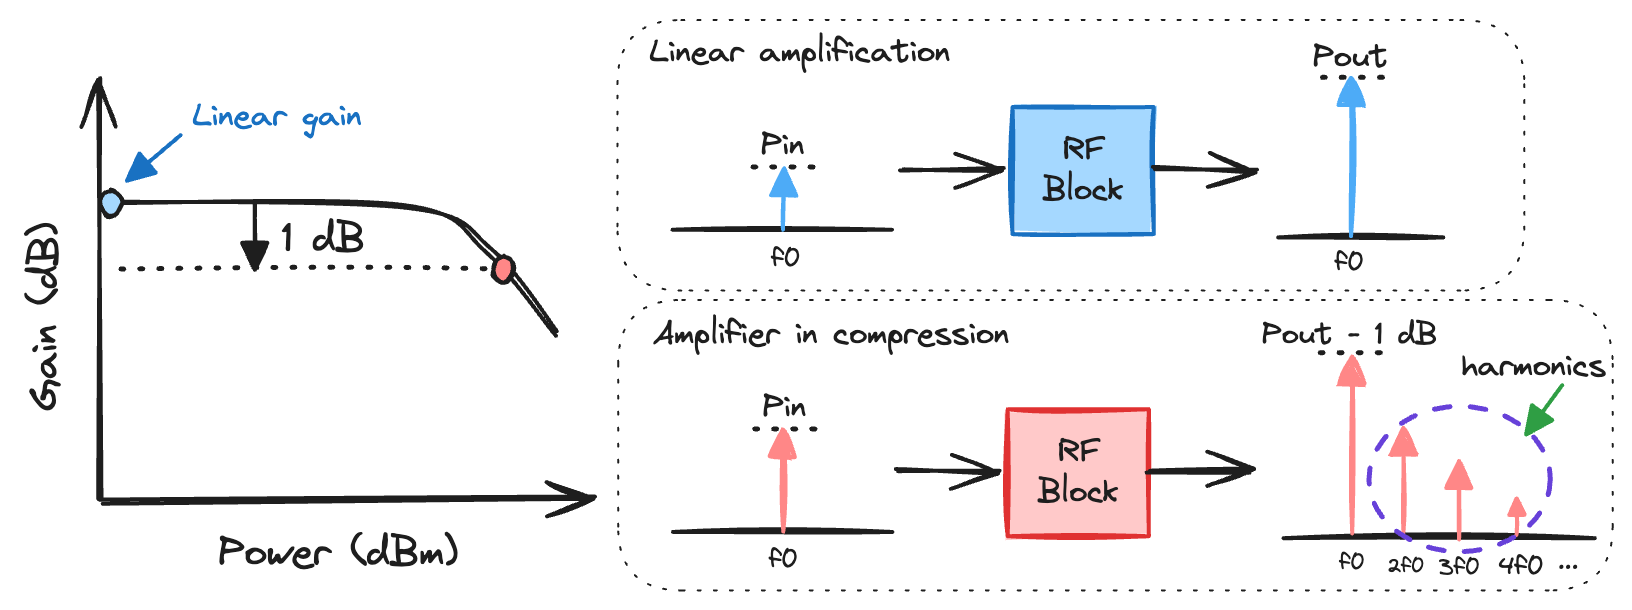 Gain (dB)
Linear gain
1 dB
Power (dBm)
Linear amplification
Pin
f0
RF
Block
Pout
f0
Amplifier in compression
Pin
f0
RF
Block
Pout - 1 dB
harmonics
f0 2f0 3f0 4f0 ...